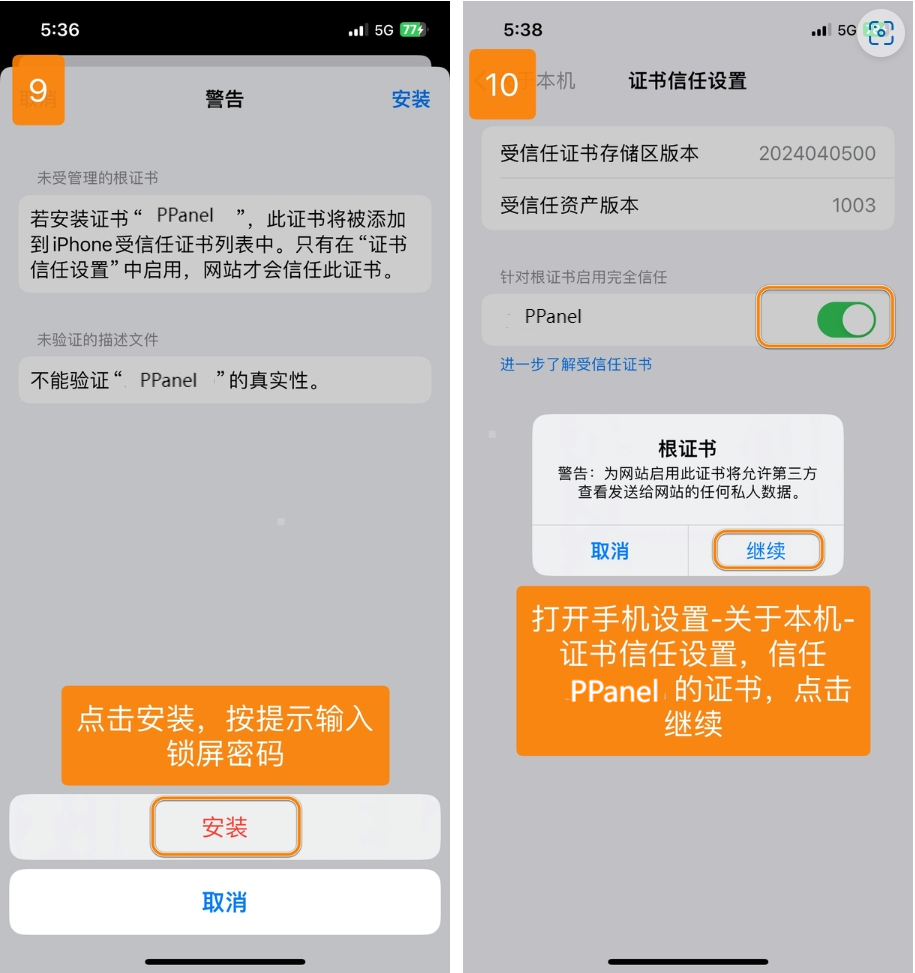 5:36
5G 77
9
警告
安装
未受管理的根证书
若安装证书“ PPanel ”，此证书将被添加
到iPhone受信任证书列表中。只有在“证书
信任设置”中启用，网站才会信任此证书。
未验证的描述文件
不能验证“ PPanel ”的真实性。
点击安装，按提示输入
锁屏密码
安装
取消
5:38
5G
10
本机
证书信任设置
受信任证书存储区版本 2024040500
受信任资产版本 1003
针对根证书启用完全信任
PPanel
进一步了解受信任证书
根证书
警告：为网站启用此证书将允许第三方
查看发送给网站的任何私人数据。
取消 继续
打开手机设置-关于本机-
证书信任设置，信任
PPanel 的证书，点击
继续